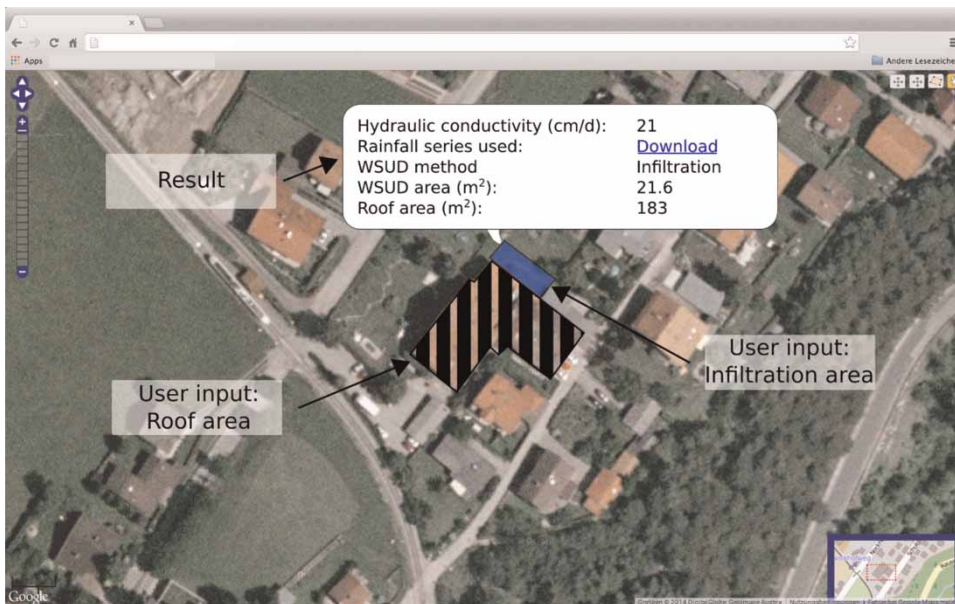 Apps
Andere Lesezeiche
Hydraulic conductivity (cm/d): 21
Rainfall series used: Download
WSUD method Infiltration
WSUD area (m²): 21.6
Roof area (m²): 183
Result
User input:
Infiltration area
User input:
Roof area
Google